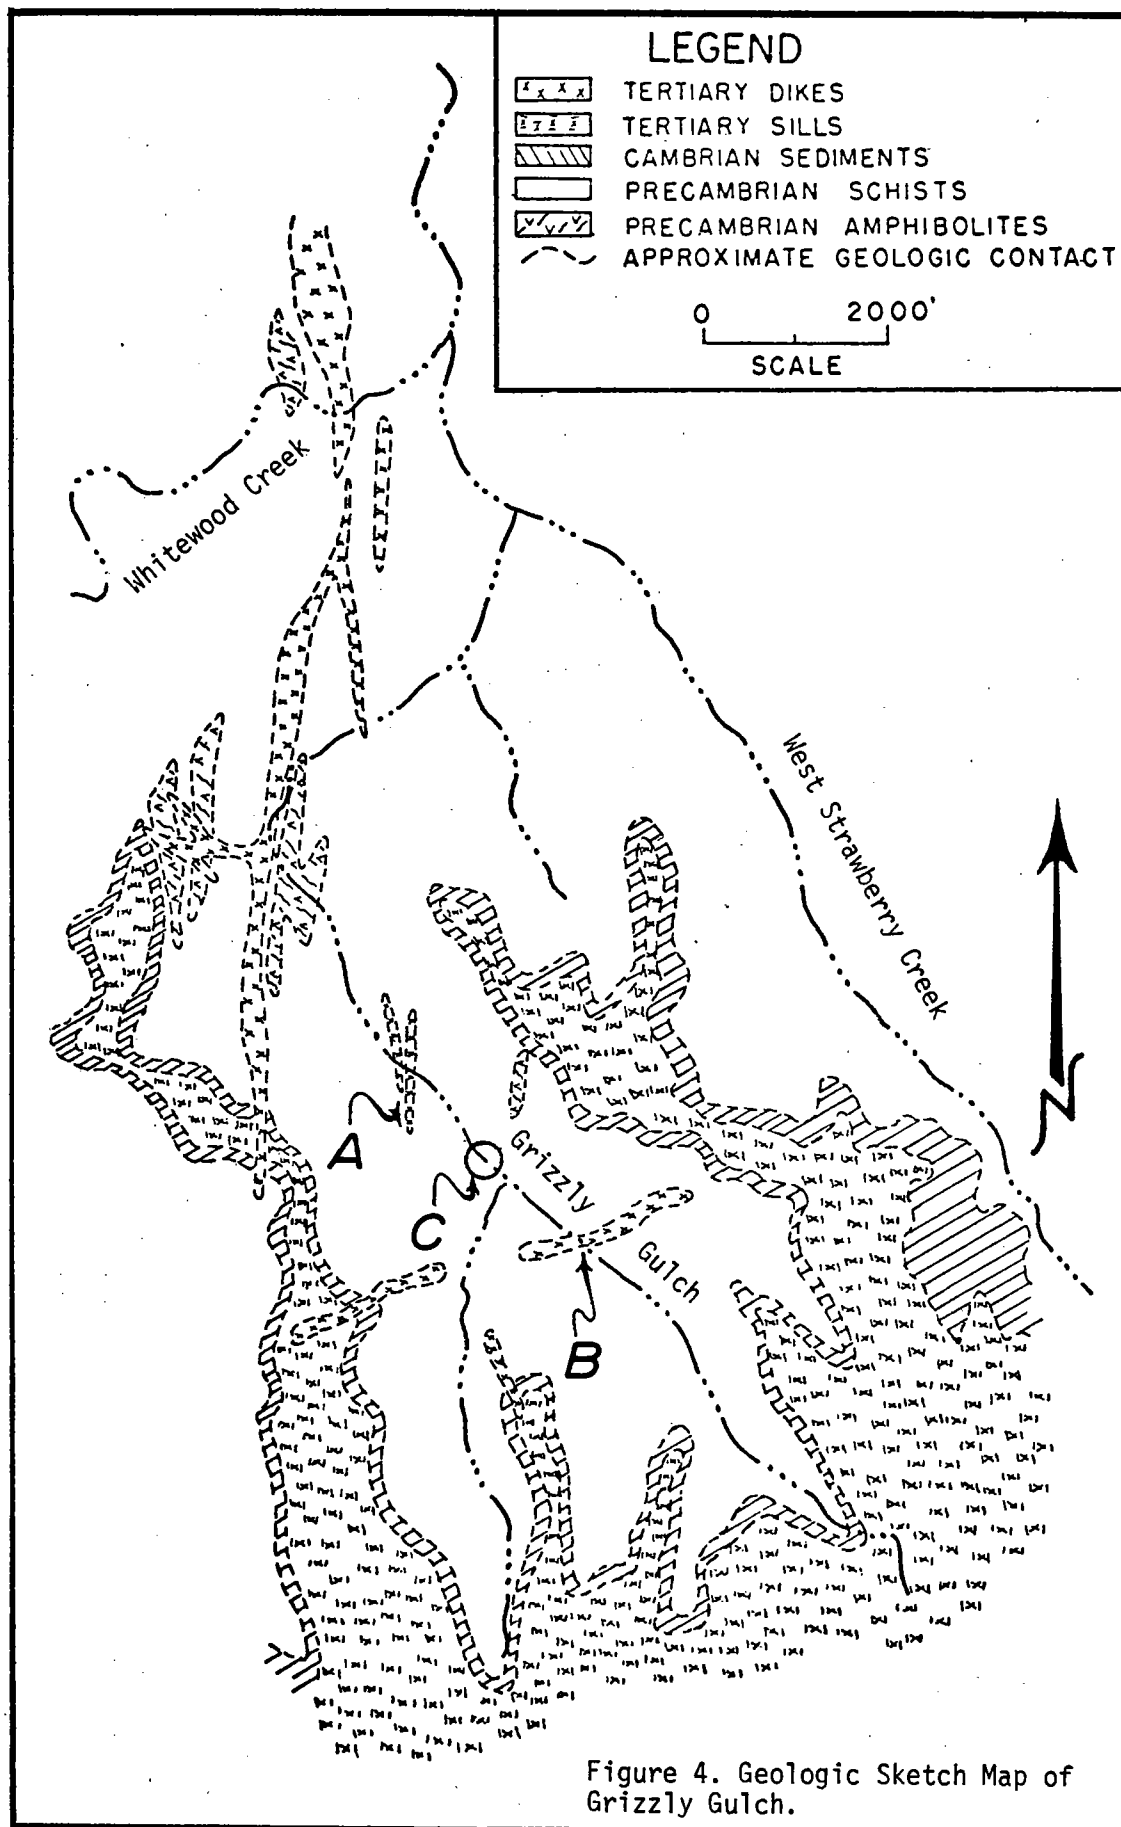 LEGEND
TERTIARY DIKES
TERTIARY SILLS
CAMBRIAN SEDIMENTS
PRECAMBRIAN SCHISTS
PRECAMBRIAN AMPHIBOLITES
APPROXIMATE GEOLOGIC CONTACT
0 2000'
SCALE
Whitewood Creek
West Strawberry Creek
N
A
Grizzly Gulch
C
B
Figure 4. Geologic Sketch Map of
Grizzly Gulch.